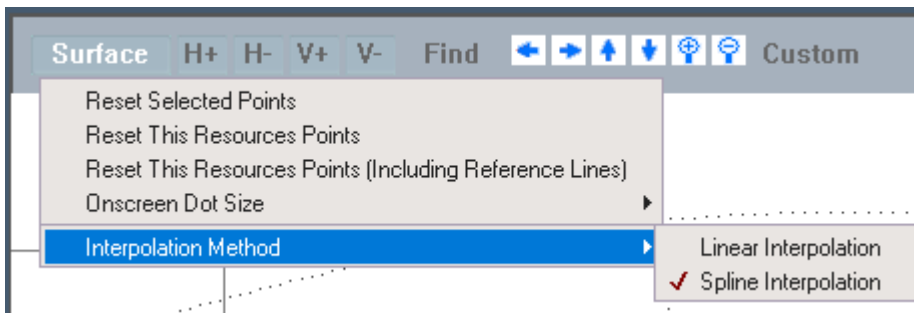 Surface H+ H- V+ V- Find Custom
Reset Selected Points
Reset This Resources Points
Reset This Resources Points (Including Reference Lines)
Onscreen Dot Size
Interpolation Method
Linear Interpolation
Spline Interpolation